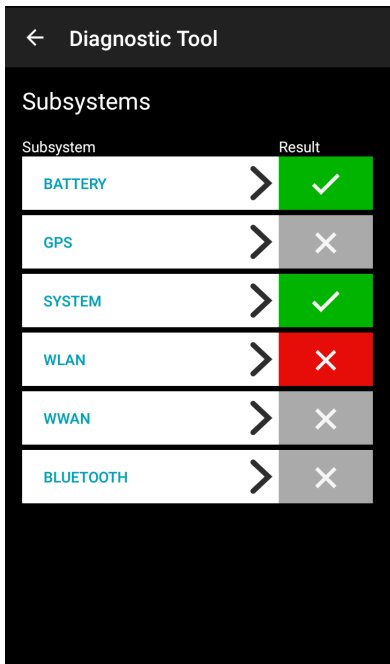 Diagnostic Tool
Subsystems
Subsystem Result
BATTERY
GPS
SYSTEM
WLAN
WWAN
BLUETOOTH